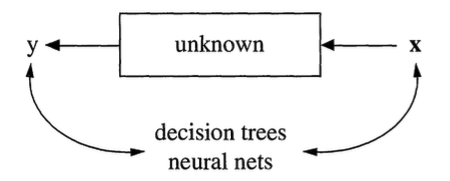 y unknown x
decision trees
neural nets